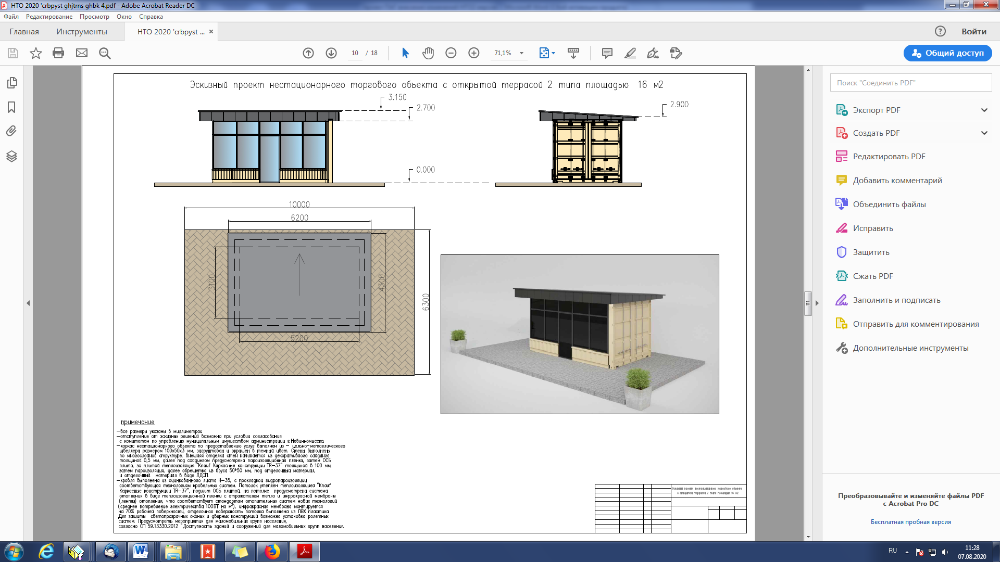 НТО 2020 'crbpyst ghjtrns ghbk 4.pdf - Adobe Acrobat Reader DC
Файл Редактирование Просмотр Окно Справка
Главная Инструменты НТО 2020 'crbpyst ... ×
Войти
10 / 18
71,1%
Общий доступ
Эскизный проект нестационарного торгового объекта с открытой террасой 2 типа площадью 16 м2
3.150
2.700
0.000
2.900
10000
6200
3100
4300
6300
5200
примечание
–все размеры указаны в миллиметрах.
–отступление от эскизных решений возможно при условии согласования
с комитетом по управлению муниципальным имуществом администрации г.Невинномысска.
–каркас нестационарного обьекта по предоставлению услуг выполнен из – цельно-металлического
швеллера размером 100х50х3 мм, загрунтован и окрашен в темный цвет. Стены выполнены
по многослойной структуре, внешняя отделка стен начинается из декоративного сайдинга
толщиной 0,5 мм, далее под сайдингом предусмотрена пароизоляционная пленка, затем ОСБ
плита, за плитой теплоизоляция "Knauf Каркасные конструкции TR–37" толщиной в 100 мм,
затем пароизоляция, далее обрешетка из бруса 50*50 мм, под отделочный материал,
и отделочный материал в виде ЛДСП.
–кровля выполнена из оцинкованного листа Н–35, с прокладкой гидропароизоляции
соответствующая технологиям кровельных систем. Потолок утеплен теплоизоляцией "Knauf
Каркасные конструкции TR–37", подшит ОСБ плитой, на потолке предусмотрена система
отопления в виде теплоизоляционной пленки с отражателем тепла и инфракрасной мембраны
(ленты) отопления, что соответствует стандартам отопительных систем новых технологий
(среднее потребление электричества 100ВТ на м²), инфракрасная мембрана монтируется
на 70% рабочей поверхности, отделочная поверхность потолка выполнена из ПВХ пластика.
Для защиты светопрозрачных оконых и дверных конструкций возможна установка ролетных
систем. Предусмотреть мероприятия для маломобильных групп населения,
согласно СП 59.13330.2012 "Доступность зданий и сооружений для маломобильных групп населения.
Эскизный проект нестационарного торгового объекта
с открытой террасой 2 типа площадью 16 м2
Поиск "Соединить PDF"
Экспорт PDF
Создать PDF
Редактировать PDF
Добавить комментарий
Объединить файлы
Исправить
Защитить
Сжать PDF
Заполнить и подписать
Отправить для комментирования
Дополнительные инструменты
Преобразовывайте и изменяйте файлы PDF
с Acrobat Pro DC
Бесплатная пробная версия
RU
11:28
07.08.2020